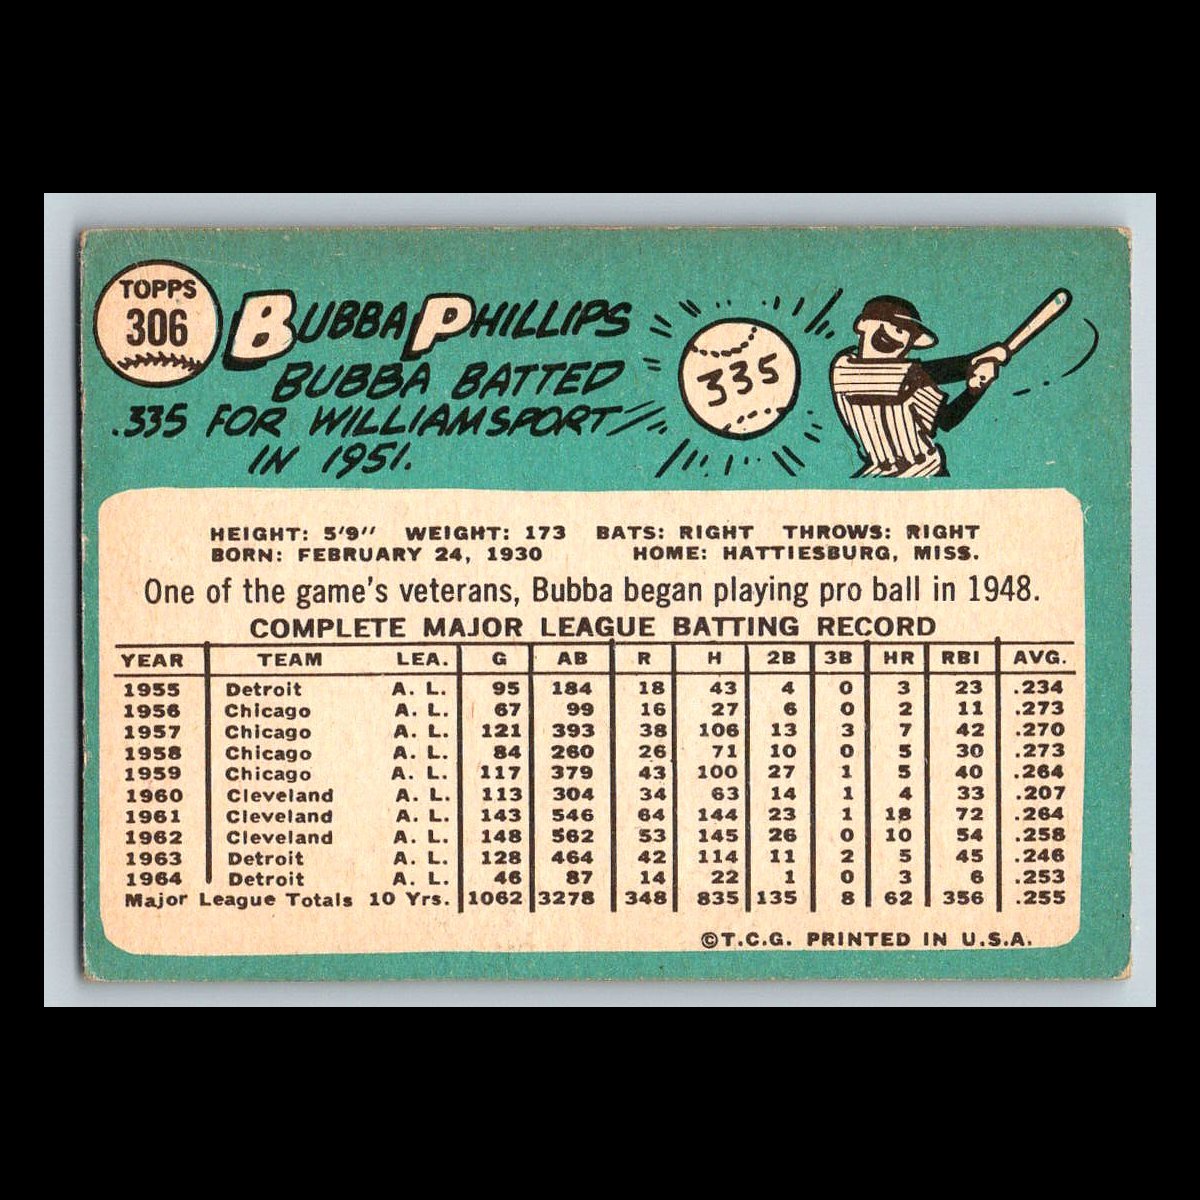 TOPPS
306
BUBBA PHILLIPS
BUBBA BATTED
.335 FOR WILLIAMSPORT
IN 1951.
335
HEIGHT: 5'9" WEIGHT: 173 BATS: RIGHT THROWS: RIGHT
BORN: FEBRUARY 24, 1930 HOME: HATTIESBURG, MISS.
One of the game's veterans, Bubba began playing pro ball in 1948.
COMPLETE MAJOR LEAGUE BATTING RECORD
YEAR TEAM LEA. G AB R H 2B 3B HR RBI AVG.
1955 Detroit A. L. 95 184 18 43 4 0 3 23 .234
1956 Chicago A. L. 67 99 16 27 6 0 2 11 .273
1957 Chicago A. L. 121 393 38 106 13 3 7 42 .270
1958 Chicago A. L. 84 260 26 71 10 0 5 30 .273
1959 Chicago A. L. 117 379 43 100 27 1 5 40 .264
1960 Cleveland A. L. 113 304 34 63 14 1 4 33 .207
1961 Cleveland A. L. 143 546 64 144 23 1 18 72 .264
1962 Cleveland A. L. 148 562 53 145 26 0 10 54 .258
1963 Detroit A. L. 128 464 42 114 11 2 5 45 .246
1964 Detroit A. L. 46 87 14 22 1 0 3 6 .253
Major League Totals 10 Yrs. 1062 3278 348 835 135 8 62 356 .255
©T.C.G. PRINTED IN U.S.A.